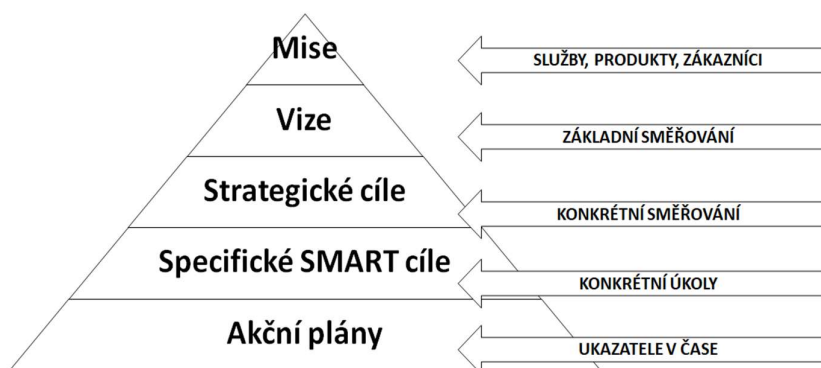 Mise
SLUŽBY, PRODUKTY, ZÁKAZNÍCI
Vize
ZÁKLADNÍ SMĚŘOVÁNÍ
Strategické cíle
KONKRÉTNÍ SMĚŘOVÁNÍ
Specifické SMART cíle
KONKRÉTNÍ ÚKOLY
Akční plány
UKAZATELE V ČASE